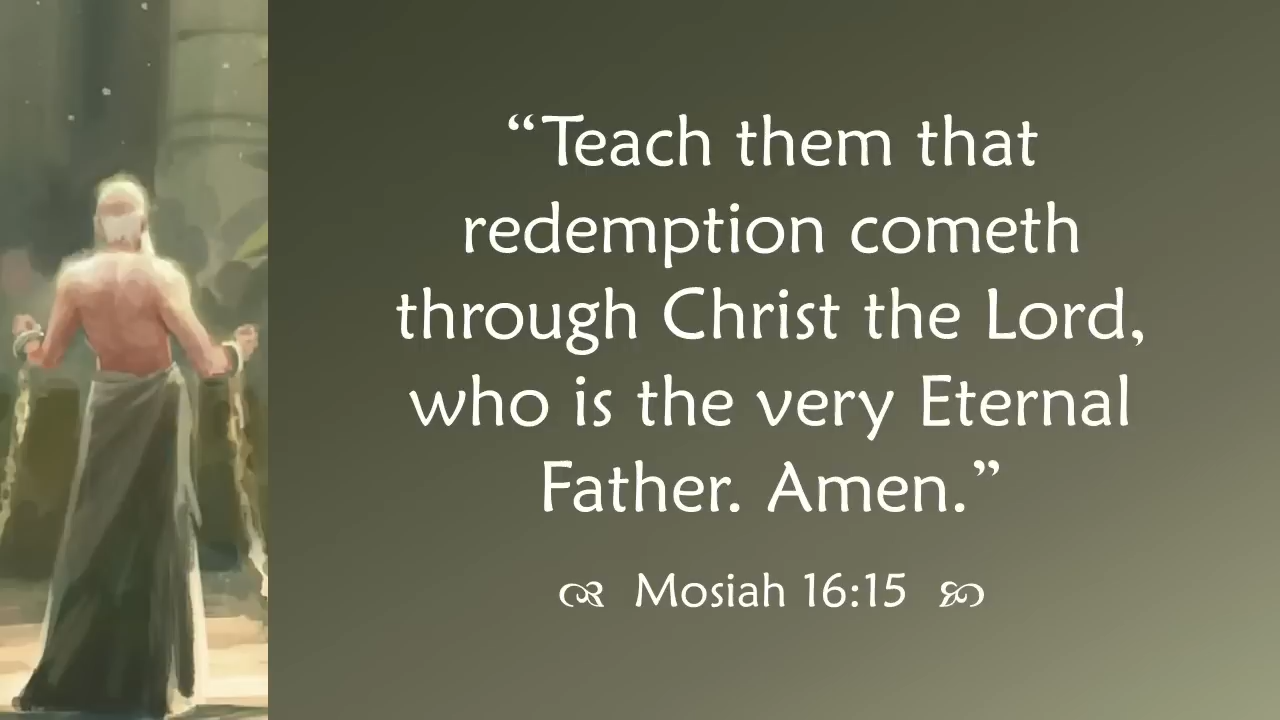 “Teach them that
redemption cometh
through Christ the Lord,
who is the very Eternal
Father. Amen.”
Mosiah 16:15